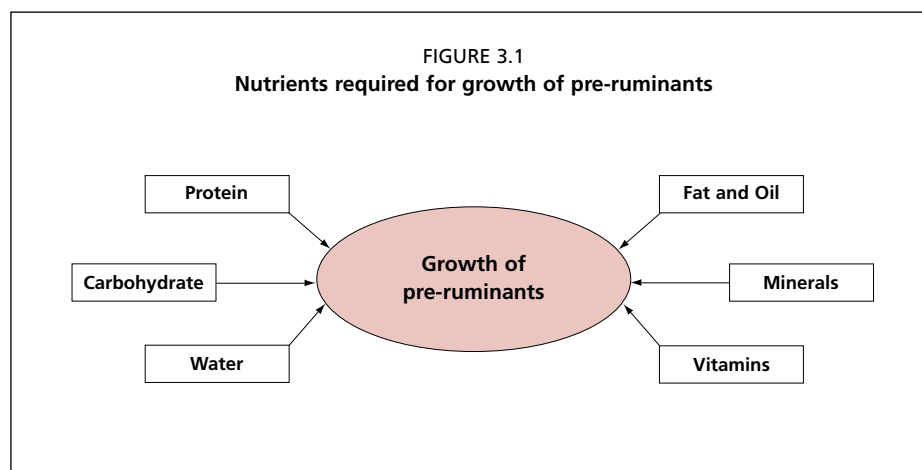 FIGURE 3.1
Nutrients required for growth of pre-ruminants
Protein
Carbohydrate
Water
Growth of
pre-ruminants
Fat and Oil
Minerals
Vitamins